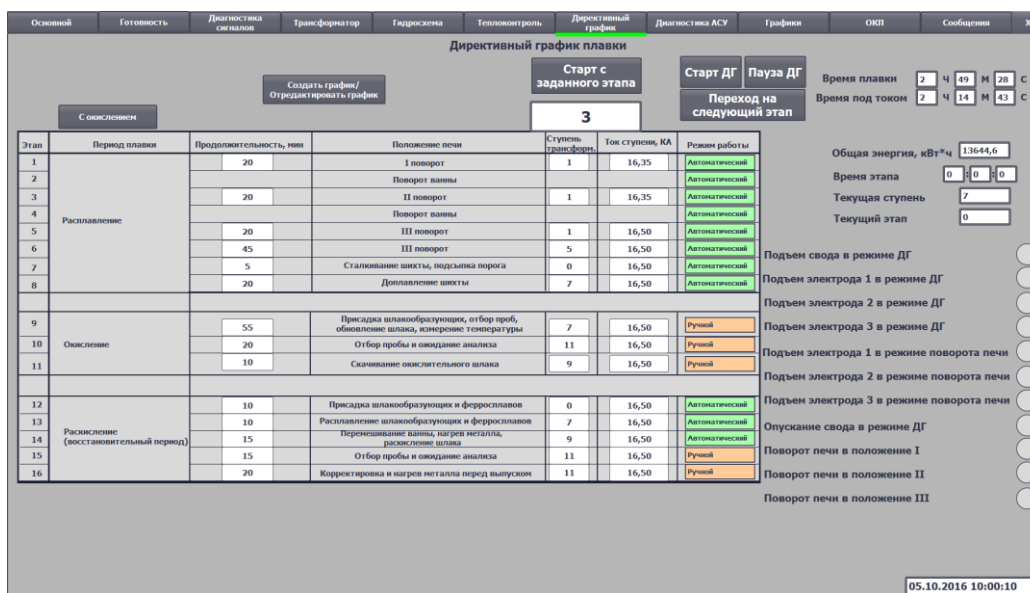 Основной Готовность Диагностика сигналов Трансформатор Гидросхема Теплоконтроль Директивный график Диагностика АСУ Графики ОКП Сообщения
Директивный график плавки
Создать график/
Отредактировать график
Старт с
заданного этапа
Старт ДГ Пауза ДГ
Время плавки 2 Ч 49 М 28 С
С окислением
3
Переход на
следующий этап
Время под током 2 Ч 14 М 43 С
Этап Период плавки Продолжительность, мин Положение печи Ступень трансформ. Ток ступени, КА Режим работы
1 20 I поворот 1 16,35 Автоматический
2 Поворот ванны Автоматический
3 20 II поворот 1 16,35 Автоматический
4 Поворот ванны Автоматический
Расплавление
5 20 III поворот 1 16,50 Автоматический
6 45 III поворот 5 16,50 Автоматический
7 5 Сталкивание шихты, подсыпка порога 0 16,50 Автоматический
8 20 Доплавление шихты 7 16,50 Автоматический
9 55 Присадка шлакообразующих, отбор проб,
обновление шлака, измерение температуры 7 16,50 Ручной
10 Окисление 20 Отбор пробы и ожидание анализа 11 16,50 Ручной
11 10 Скачивание окислительного шлака 9 16,50 Ручной
12 10 Присадка шлакообразующих и ферросплавов 0 16,50 Автоматический
13 10 Расплавление шлакообразующих и ферросплавов 7 16,50 Автоматический
Раскисление
(восстановительный период)
14 15 Перемешивание ванны, нагрев металла,
раскисление шлака 9 16,50 Автоматический
15 15 Отбор пробы и ожидание анализа 11 16,50 Ручной
16 20 Корректировка и нагрев металла перед выпуском 11 16,50 Ручной
Общая энергия, кВт*ч 13644,6
Время этапа 0 :0 :0
Текущая ступень 7
Текущий этап 0
Подъем свода в режиме ДГ
Подъем электрода 1 в режиме ДГ
Подъем электрода 2 в режиме ДГ
Подъем электрода 3 в режиме ДГ
Подъем электрода 1 в режиме поворота печи
Подъем электрода 2 в режиме поворота печи
Подъем электрода 3 в режиме поворота печи
Опускание свода в режиме ДГ
Поворот печи в положение I
Поворот печи в положение II
Поворот печи в положение III
05.10.2016 10:00:10